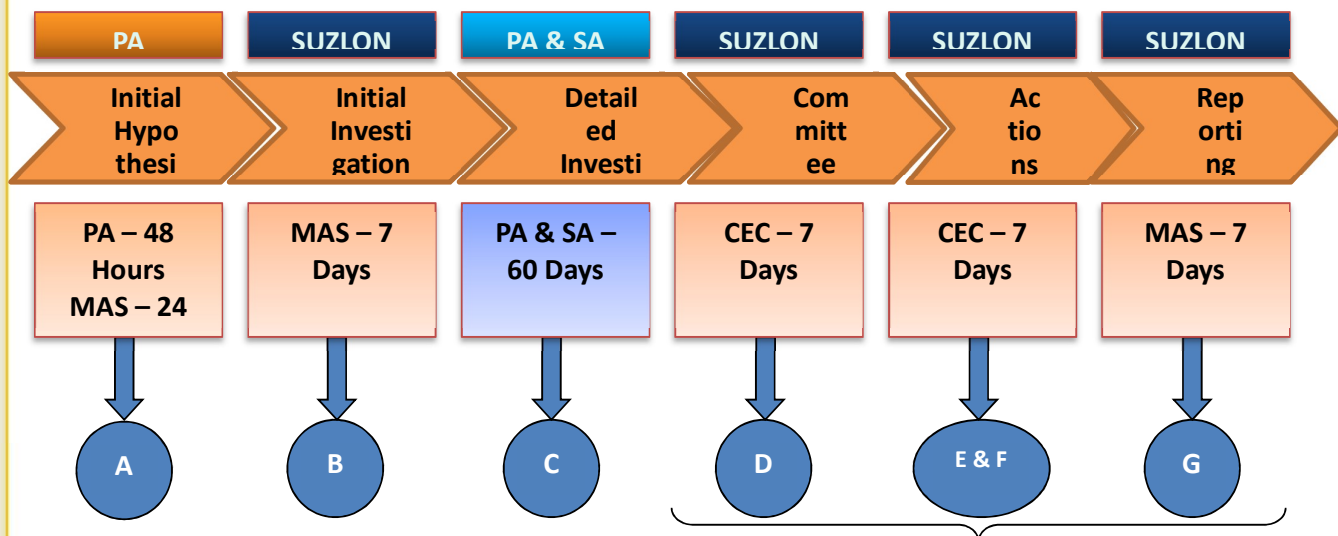 PA
SUZLON
PA & SA
SUZLON
SUZLON
SUZLON
Initial
Hypo
thesi
Initial
Investi
gation
Detail
ed
Investi
Com
mitt
ee
Ac
tio
ns
Rep
orti
ng
PA – 48
Hours
MAS – 24
MAS – 7
Days
PA & SA –
60 Days
CEC – 7
Days
CEC – 7
Days
MAS – 7
Days
A
B
C
D
E & F
G